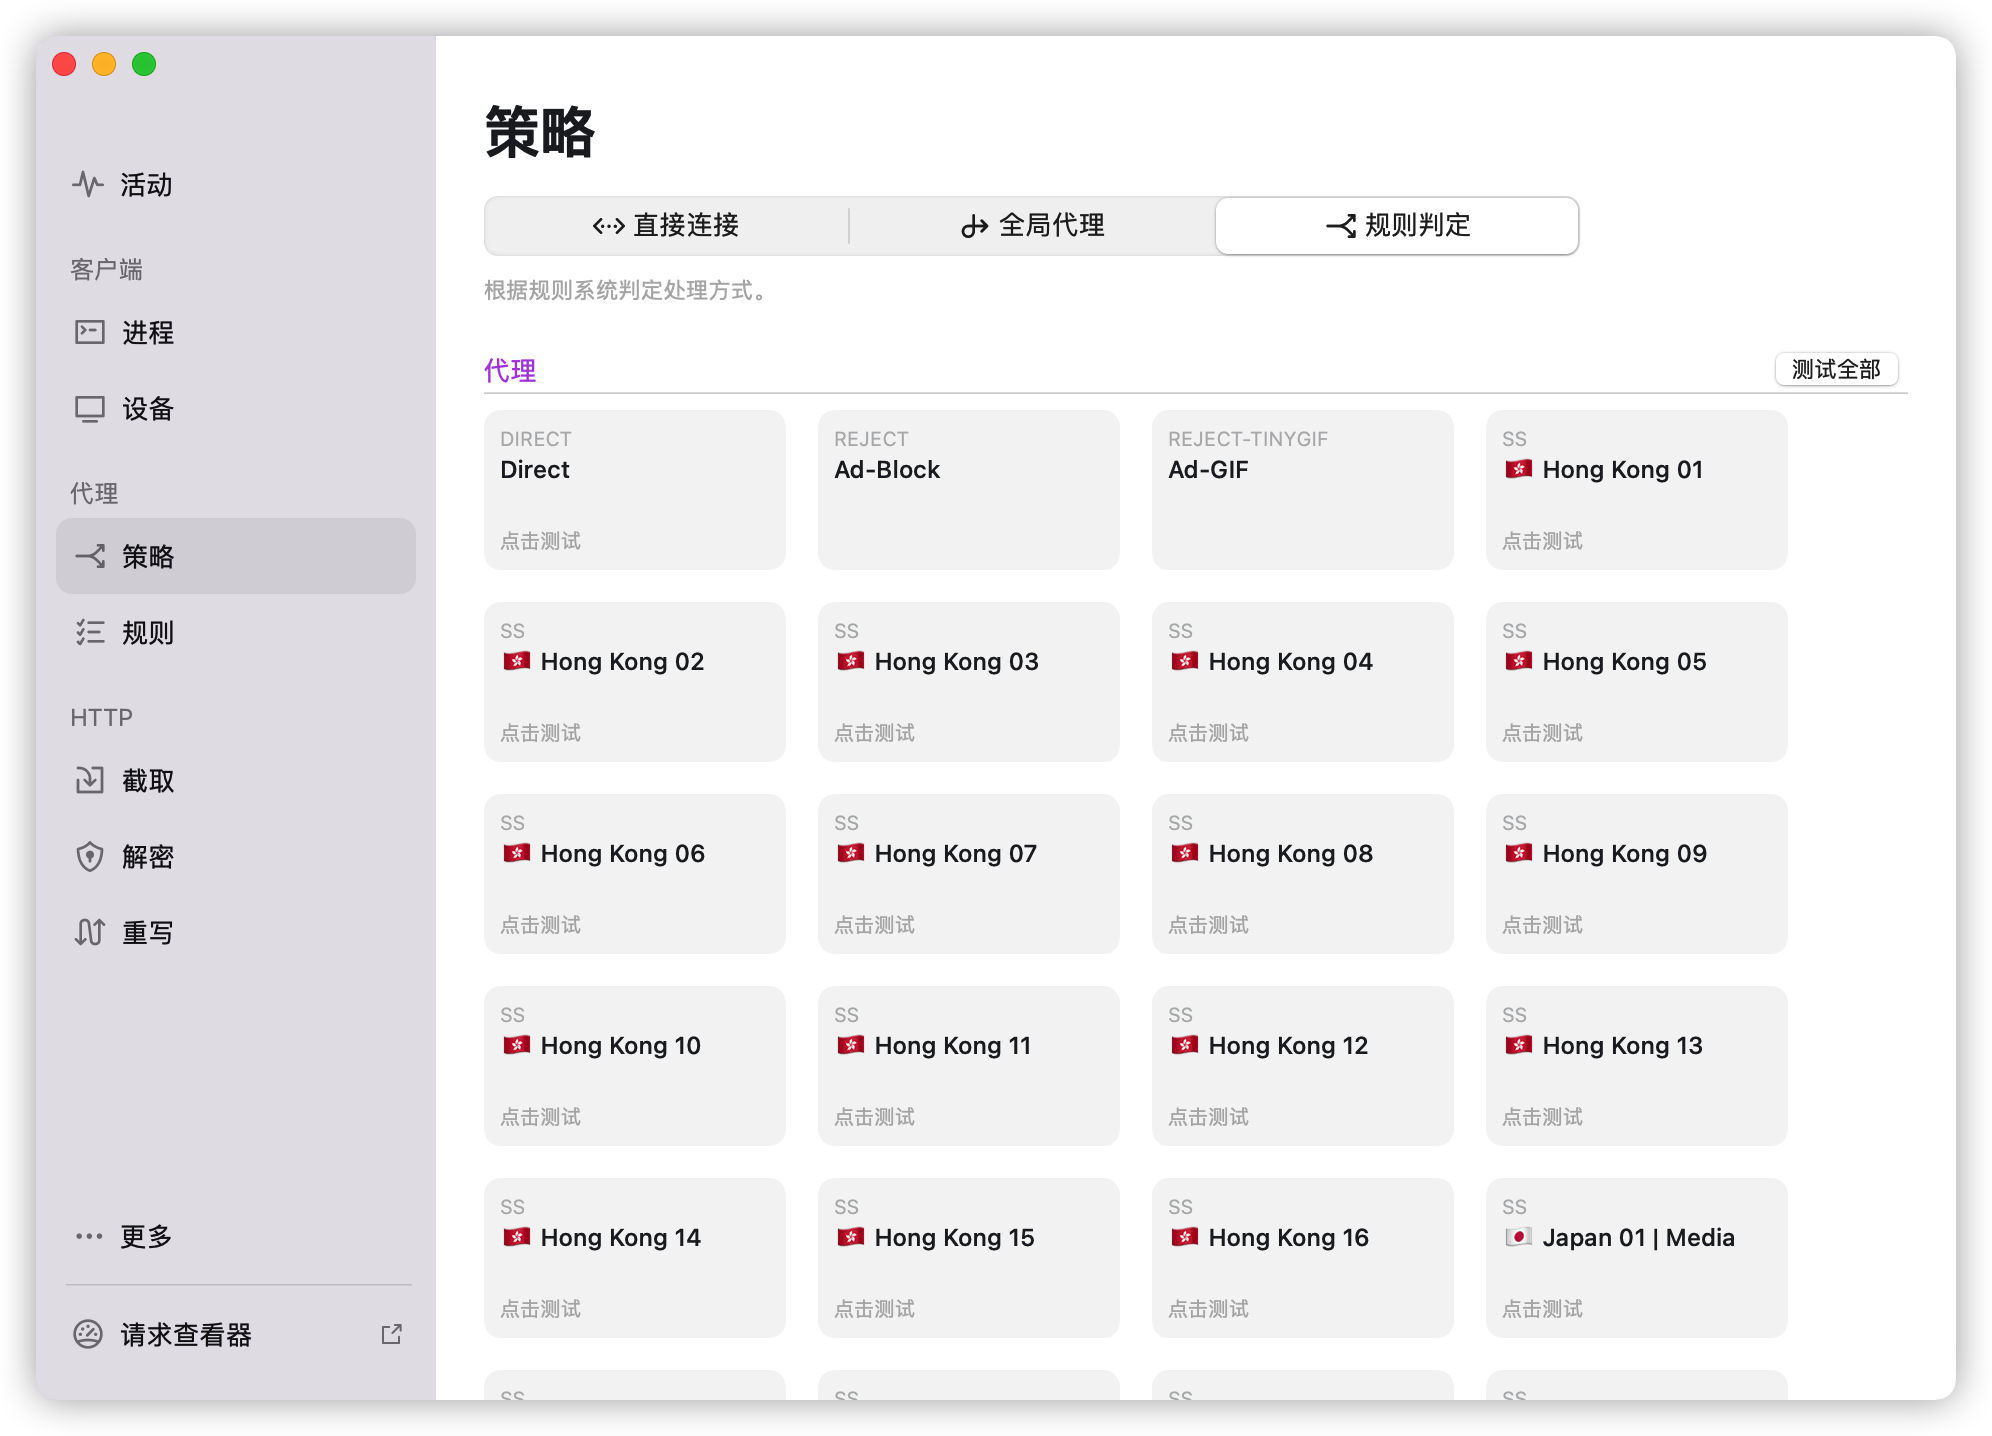 活动
客户端
进程
设备
代理
策略
规则
HTTP
截取
解密
重写
更多
请求查看器
策略
直接连接
全局代理
规则判定
根据规则系统判定处理方式。
代理
测试全部
DIRECT
Direct
点击测试
REJECT
Ad-Block
REJECT-TINYGIF
Ad-GIF
SS
🇭🇰 Hong Kong 01
点击测试
SS
🇭🇰 Hong Kong 02
点击测试
SS
🇭🇰 Hong Kong 03
点击测试
SS
🇭🇰 Hong Kong 04
点击测试
SS
🇭🇰 Hong Kong 05
点击测试
SS
🇭🇰 Hong Kong 06
点击测试
SS
🇭🇰 Hong Kong 07
点击测试
SS
🇭🇰 Hong Kong 08
点击测试
SS
🇭🇰 Hong Kong 09
点击测试
SS
🇭🇰 Hong Kong 10
点击测试
SS
🇭🇰 Hong Kong 11
点击测试
SS
🇭🇰 Hong Kong 12
点击测试
SS
🇭🇰 Hong Kong 13
点击测试
SS
🇭🇰 Hong Kong 14
点击测试
SS
🇭🇰 Hong Kong 15
点击测试
SS
🇭🇰 Hong Kong 16
点击测试
SS
🇯🇵 Japan 01 | Media
点击测试
SS
SS
SS
SS